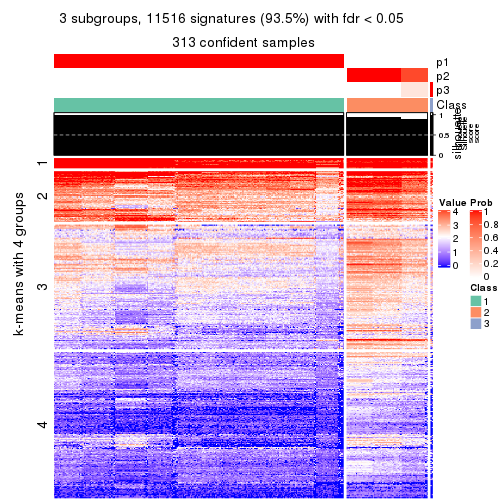 3 subgroups, 11516 signatures (93.5%) with fdr < 0.05
313 confident samples
p1
p2
p3
Class
1
0.5
0
silhouette
k-means with 4 groups
1
2
3
4
Value
4
3
2
1
0
Prob
1
0.8
0.6
0.4
0.2
0
Class
1
2
3